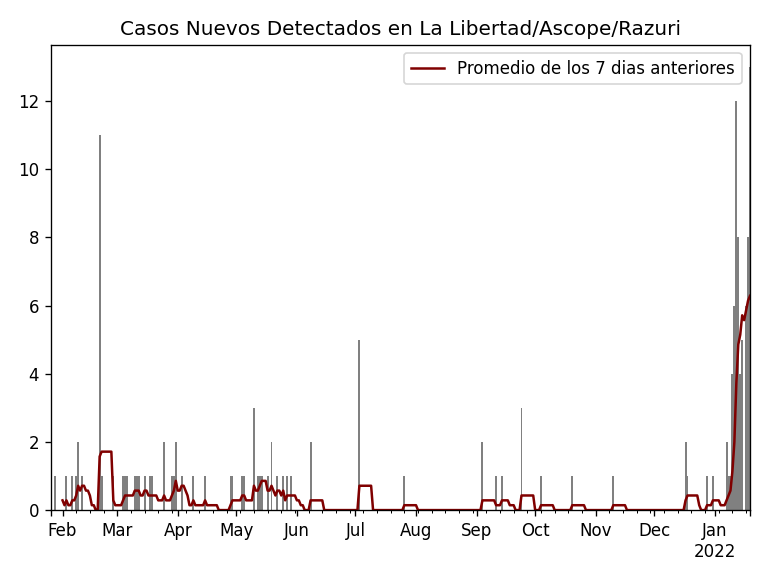 Casos Nuevos Detectados en La Libertad/Ascope/Razuri
Promedio de los 7 dias anteriores
12
10
8
6
4
2
0
Feb Mar Apr May Jun Jul Aug Sep Oct Nov Dec Jan
2022